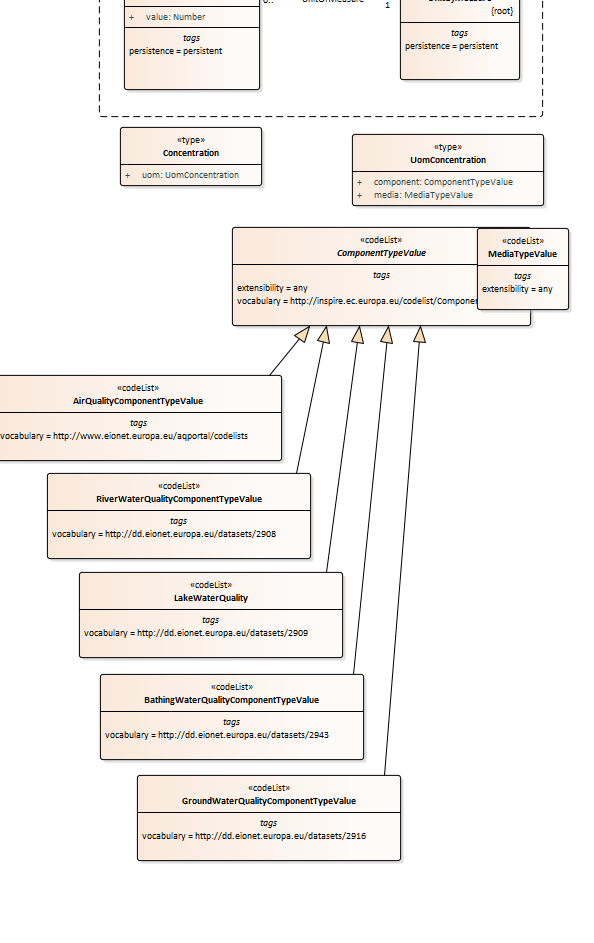 + value: Number
tags
persistence = persistent
1
{root}
tags
persistence = persistent
«type»
Concentration
+ uom: UomConcentration
«type»
UomConcentration
+ component: ComponentTypeValue
+ media: MediaTypeValue
«codeList»
ComponentTypeValue
tags
extensibility = any
vocabulary = http://inspire.ec.europa.eu/codelist/Componen
«codeList»
MediaTypeValue
tags
extensibility = any
«codeList»
AirQualityComponentTypeValue
tags
vocabulary = http://www.eionet.europa.eu/aqportal/codelists
«codeList»
RiverWaterQualityComponentTypeValue
tags
vocabulary = http://dd.eionet.europa.eu/datasets/2908
«codeList»
LakeWaterQuality
tags
vocabulary = http://dd.eionet.europa.eu/datasets/2909
«codeList»
BathingWaterQualityComponentTypeValue
tags
vocabulary = http://dd.eionet.europa.eu/datasets/2943
«codeList»
GroundWaterQualityComponentTypeValue
tags
vocabulary = http://dd.eionet.europa.eu/datasets/2916